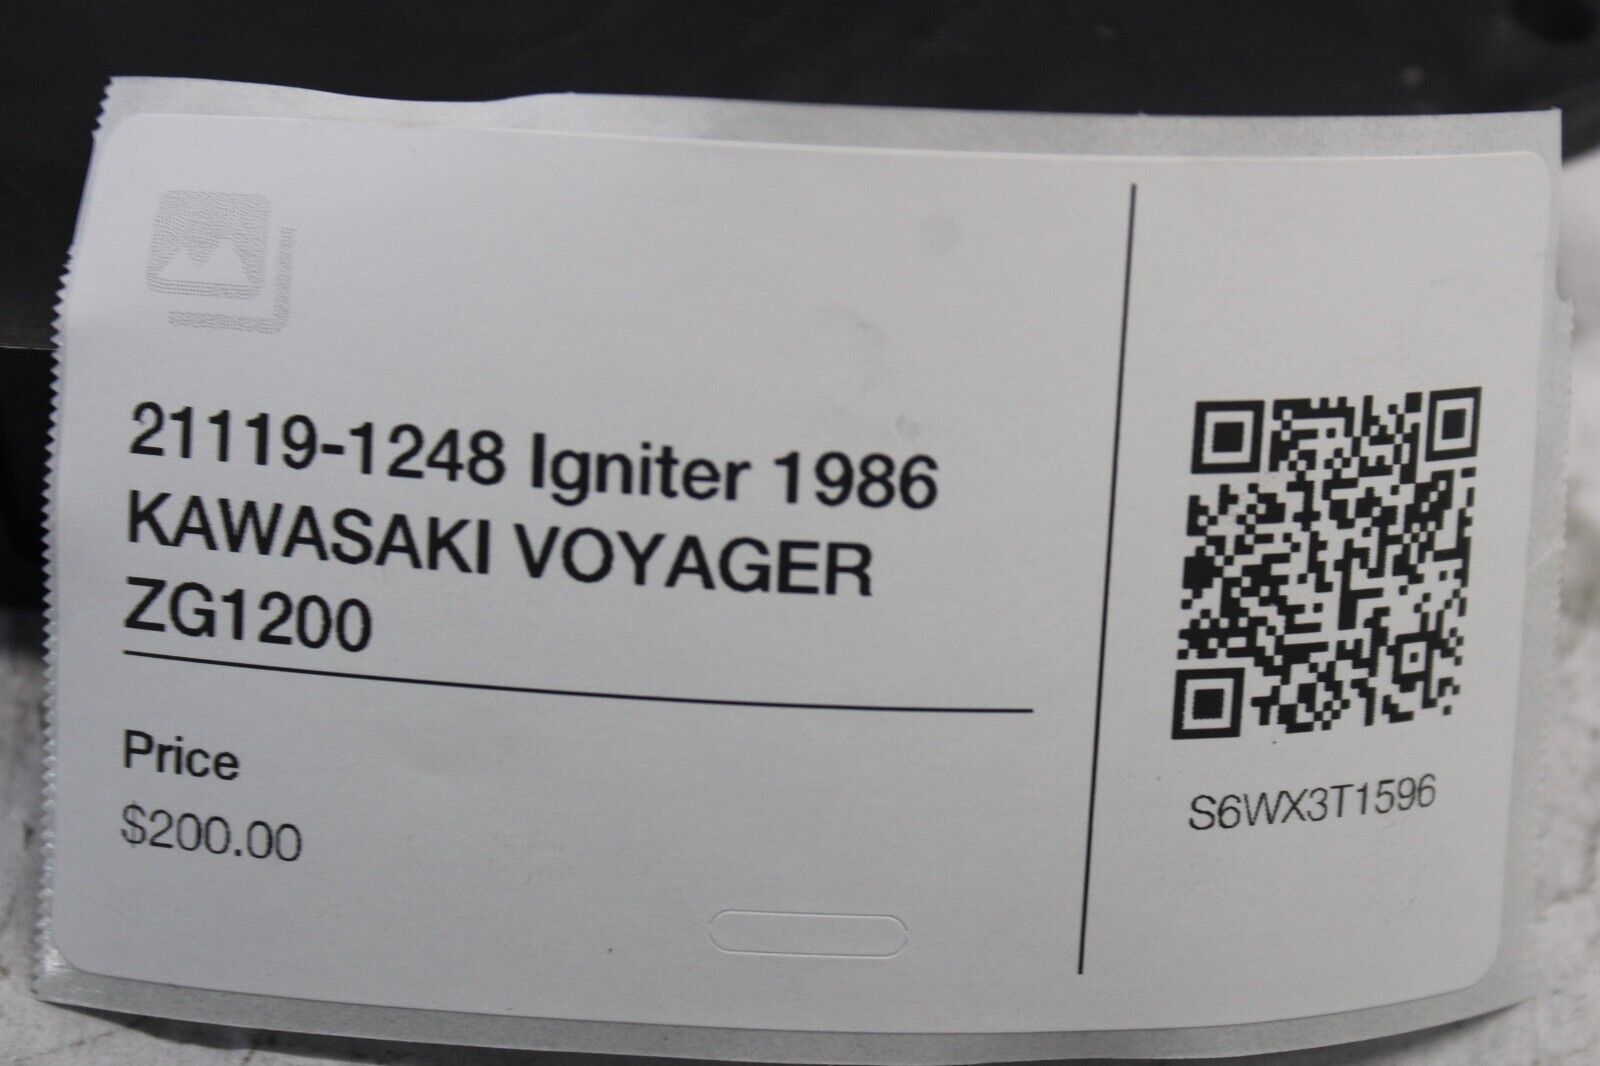 21119-1248 Igniter 1986
KAWASAKI VOYAGER
ZG1200
Price
$200.00
S6WX3T1596